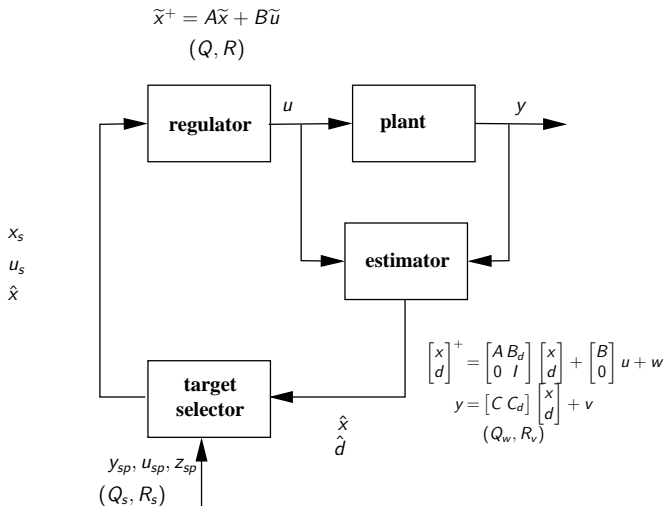 x̃⁺ = Ax̃ + Bũ
(Q, R)
regulator
u
plant
y
x_s
u_s
x̂
estimator
[x d]⁺ = [A B_d 0 I] [x d] + [B 0] u + w
y = [C C_d] [x d] + v
(Q_w, R_v)
target
selector
x̂
d̂
y_sp, u_sp, z_sp
(Q_s, R_s)